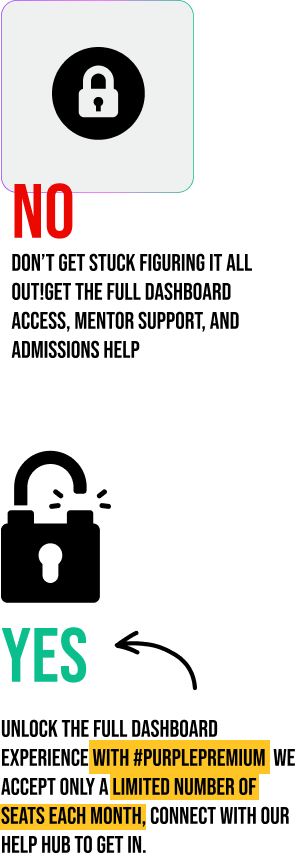 NO
DON'T GET STUCK FIGURING IT ALL
OUT!GET THE FULL DASHBOARD
ACCESS, MENTOR SUPPORT, AND
ADMISSIONS HELP
YES
UNLOCK THE FULL DASHBOARD
EXPERIENCE WITH #PURPLEPREMIUM WE
ACCEPT ONLY A LIMITED NUMBER OF
SEATS EACH MONTH, CONNECT WITH OUR
HELP HUB TO GET IN.